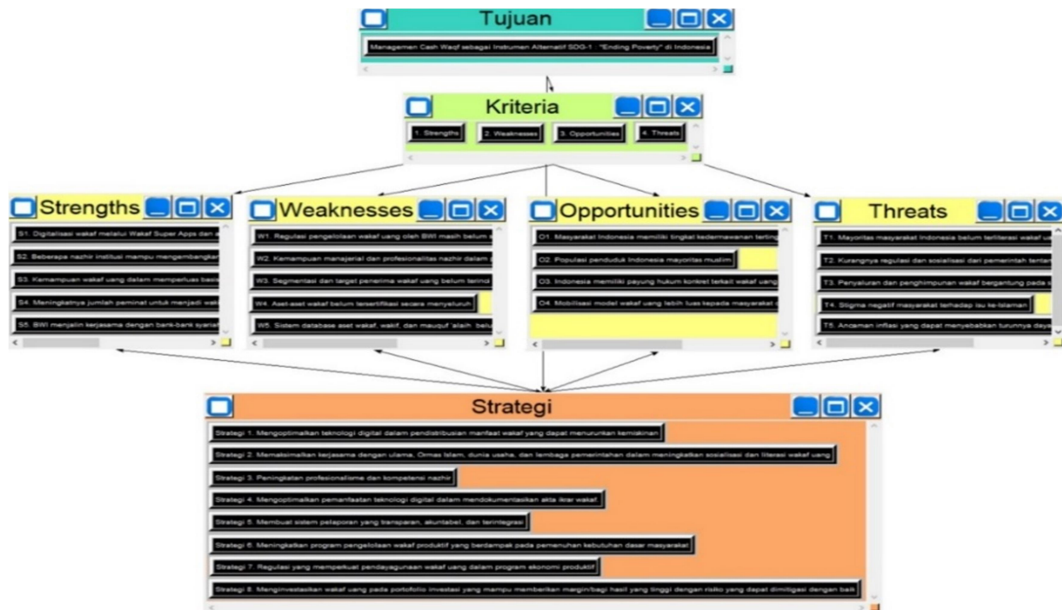 Tujuan
Managemen Cash Waqf sebagai Instrumen Alternatif SDG-1 "Ending Poverty" di Indonesia
Kriteria
1. Strengths
2. Weaknesses
3. Opportunities
4. Threats
Strengths
S1. Digitalisasi wakaf melalui Wakaf Super Apps dan
S2. Beberapa nazhir institusi mampu mengembangkan
S3. Kemampuan wakaf uang dalam memperluas basis
S4. Meningkatnya jumlah peminat untuk menjadi
S5. BWI menjalin kerjasama dengan bank-bank syariah
Weaknesses
W1. Regulasi pengelolaan wakaf uang oleh BWI masih belum
W2. Kemampuan manajerial dan profesionalitas nazhir dalam
W3. Segmentasi dan target penerima wakaf uang belum
W4. Aset-aset wakaf belum tersertifikasi secara menyeluruh
W5. Sistem database aset wakaf, wakif, dan mauquf 'alaih belu
Opportunities
O1. Masyarakat Indonesia memiliki tingkat kedermawanan
O2. Populasi penduduk Indonesia mayoritas muslim
O3. Indonesia memiliki payung hukum konkret terkait wakaf uang
O4. Mobilisasi model wakaf uang yang lebih luas kepada masyarakat
Threats
T1. Mayoritas masyarakat Indonesia belum terliterasi wakaf
T2. Kurangnya regulasi dan sosialisasi dari pemerintah
T3. Penyaluran dan penghimpunan wakaf bergantung pada
T4. Stigma negatif masyarakat terhadap isu ke-Islaman
T5. Ancaman inflasi yang dapat menyebabkan turunnya daya
Strategi
Strategi 1. Mengoptimalkan teknologi digital dalam pendistribusian manfaat wakaf yang dapat menurunkan kemiskinan
Strategi 2. Memaksimalkan kerjasama dengan ulama, Ormas Islam, dunia usaha, dan lembaga pemerintahan dalam meningkatkan sosialisasi dan literasi wakaf uang
Strategi 3. Peningkatan profesionalisme dan kompetensi nazhir
Strategi 4. Mengoptimalkan pemanfaatan teknologi digital dalam mendokumentasikan akta ikrar wakaf.
Strategi 5. Membuat sistem pelaporan yang transparan, akuntabel, dan terintegrasi
Strategi 6. Meningkatkan program pengelolaan wakaf produktif yang berdampak pada pemenuhan kebutuhan dasar masyarakat
Strategi 7. Regulasi yang memperkuat pendayagunaan wakaf uang dalam program ekonomi produktif
Strategi 8. Menginvestasikan wakaf uang pada portofolio investasi yang mampu memberikan margin/bagi hasil yang tinggi dengan risiko yang dapat dimitigasi dengan baik